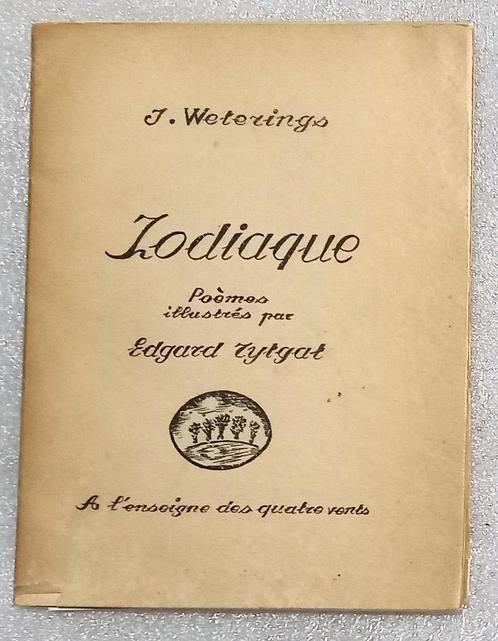 J. Weterings
Zodiaque
Poèmes
illustrés par
Edgard Tytgat
A l'enseigne des quatre vents